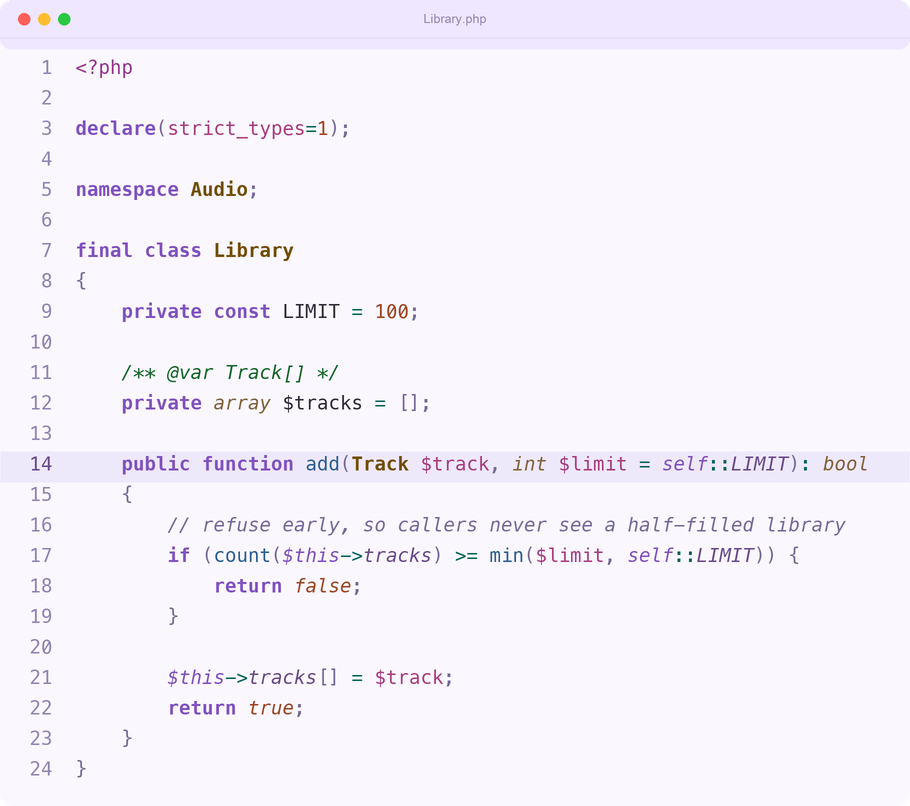 Library.php
1 <?php
2
3 declare(strict_types=1);
4
5 namespace Audio;
6
7 final class Library
8 {
9     private const LIMIT = 100;
10
11     /** @var Track[] */
12     private array $tracks = [];
13
14     public function add(Track $track, int $limit = self::LIMIT): bool
15     {
16         // refuse early, so callers never see a half-filled library
17         if (count($this->tracks) >= min($limit, self::LIMIT)) {
18             return false;
19         }
20
21         $this->tracks[] = $track;
22         return true;
23     }
24 }